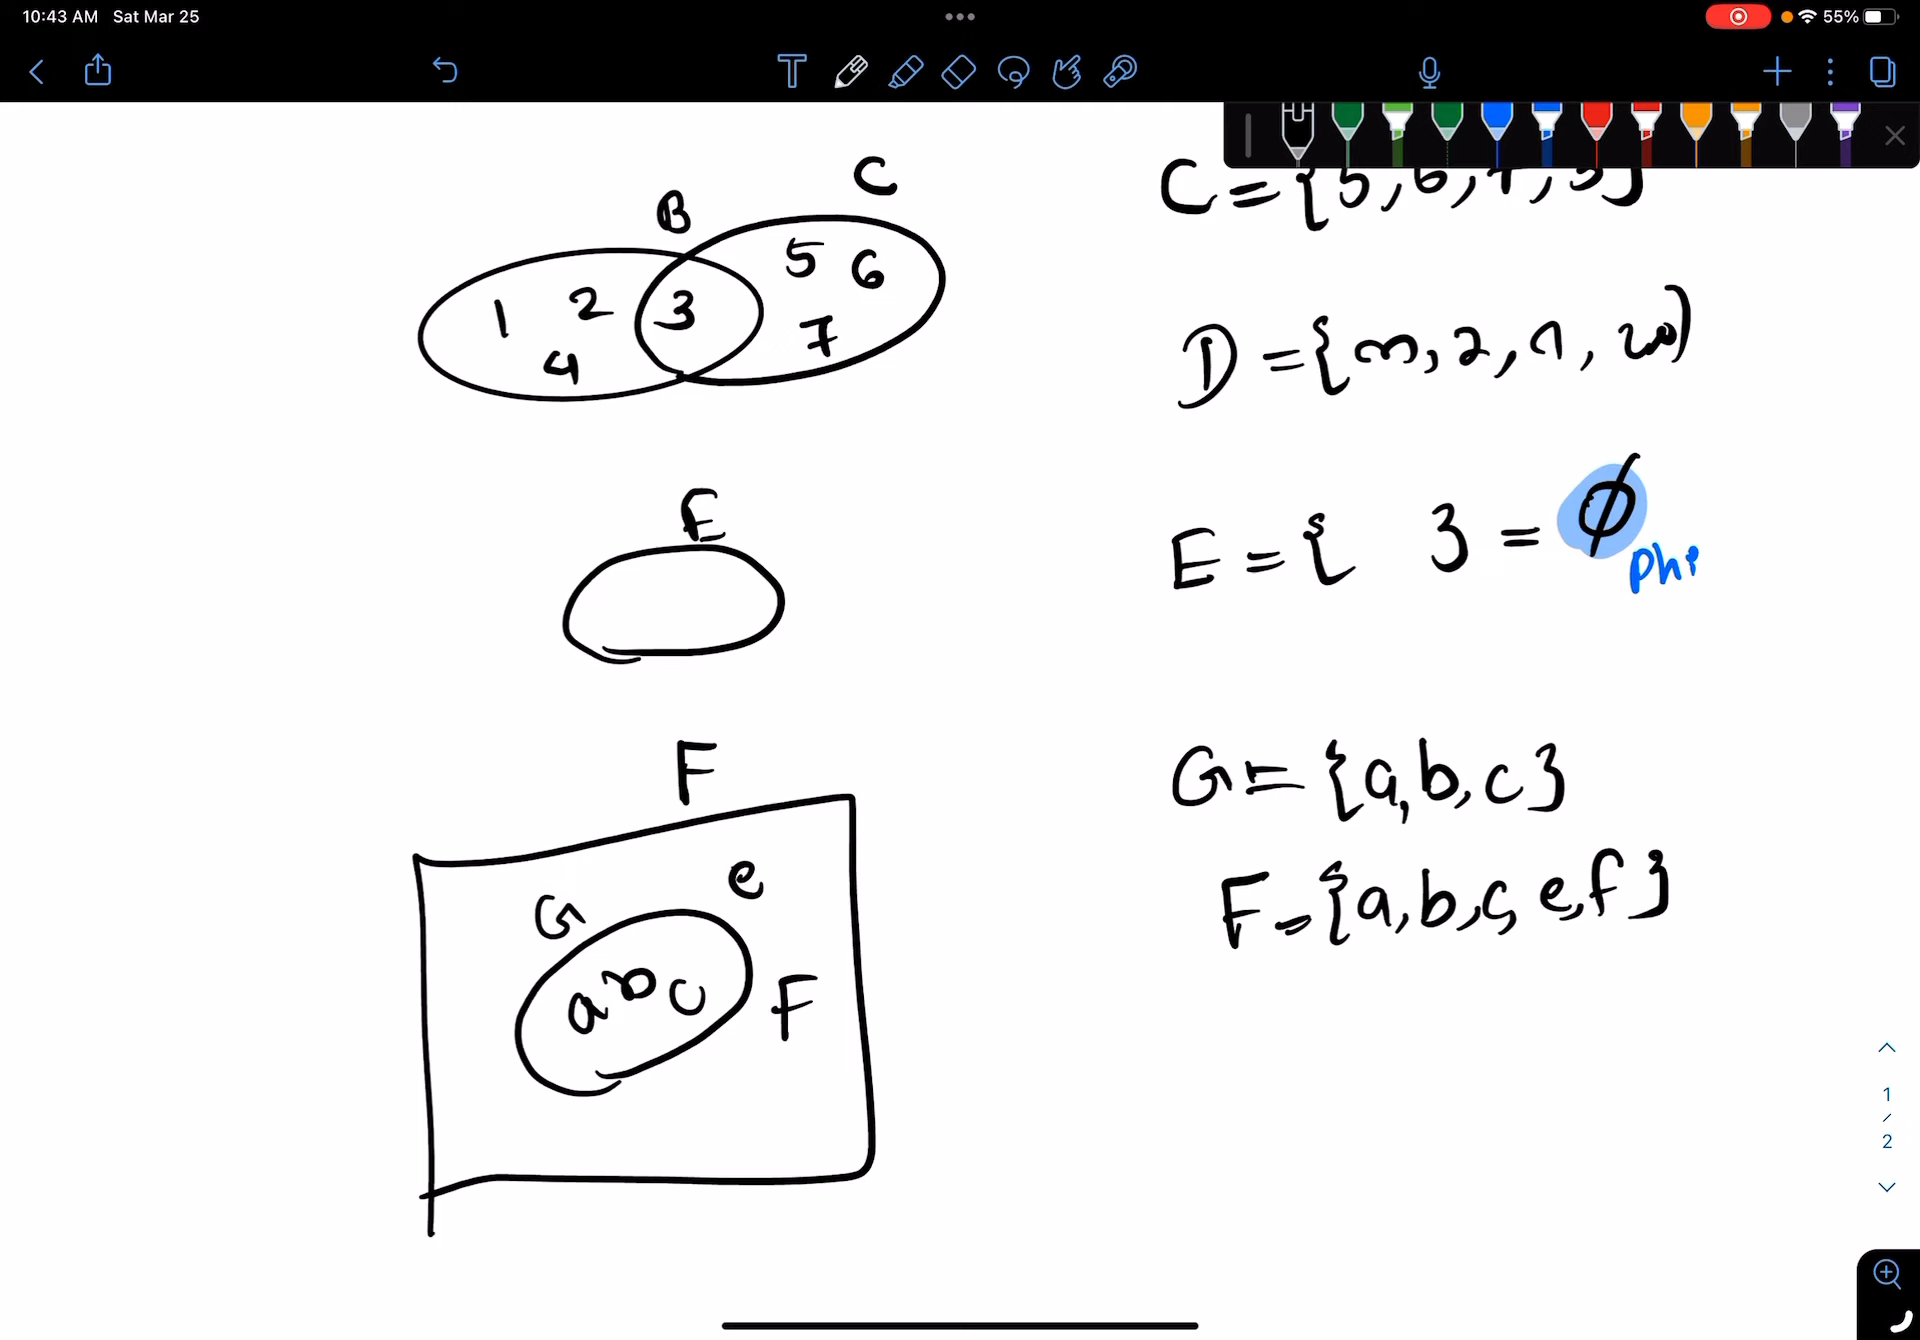 10:43 AM Sat Mar 25
55%
C
B
5 6
1 2 3
7
4
C = {5, 6, 7, 3}
E
E = { } = ϕ
phi
F
G = {a, b, c}
e
G
F = {a, b, c, e, f}
a b c
F
1
/
2